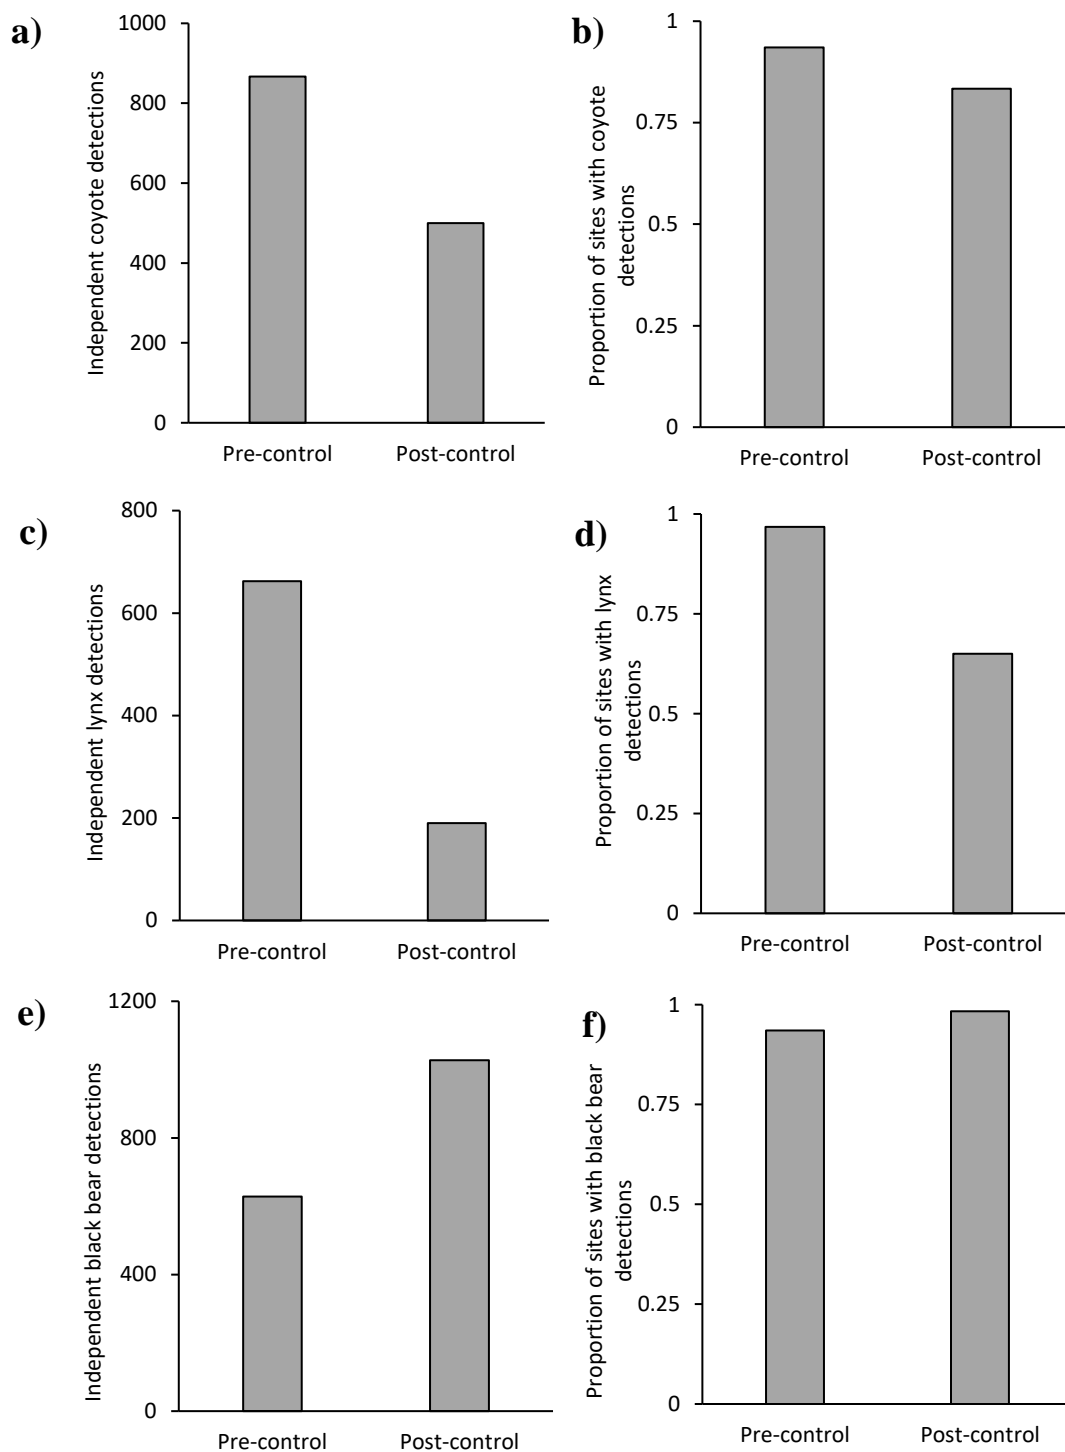 a)
Independent coyote detections
1000
800
600
400
200
0
Pre-control Post-control
b)
Proportion of sites with coyote
detections
1
0.75
0.5
0.25
0
Pre-control Post-control
c)
Independent lynx detections
800
600
400
200
0
Pre-control Post-control
d)
Proportion of sites with lynx
detections
1
0.75
0.5
0.25
0
Pre-control Post-control
e)
Independent black bear detections
1200
800
400
0
Pre-control Post-control
f)
Proportion of sites with black bear
detections
1
0.75
0.5
0.25
0
Pre-control Post-control